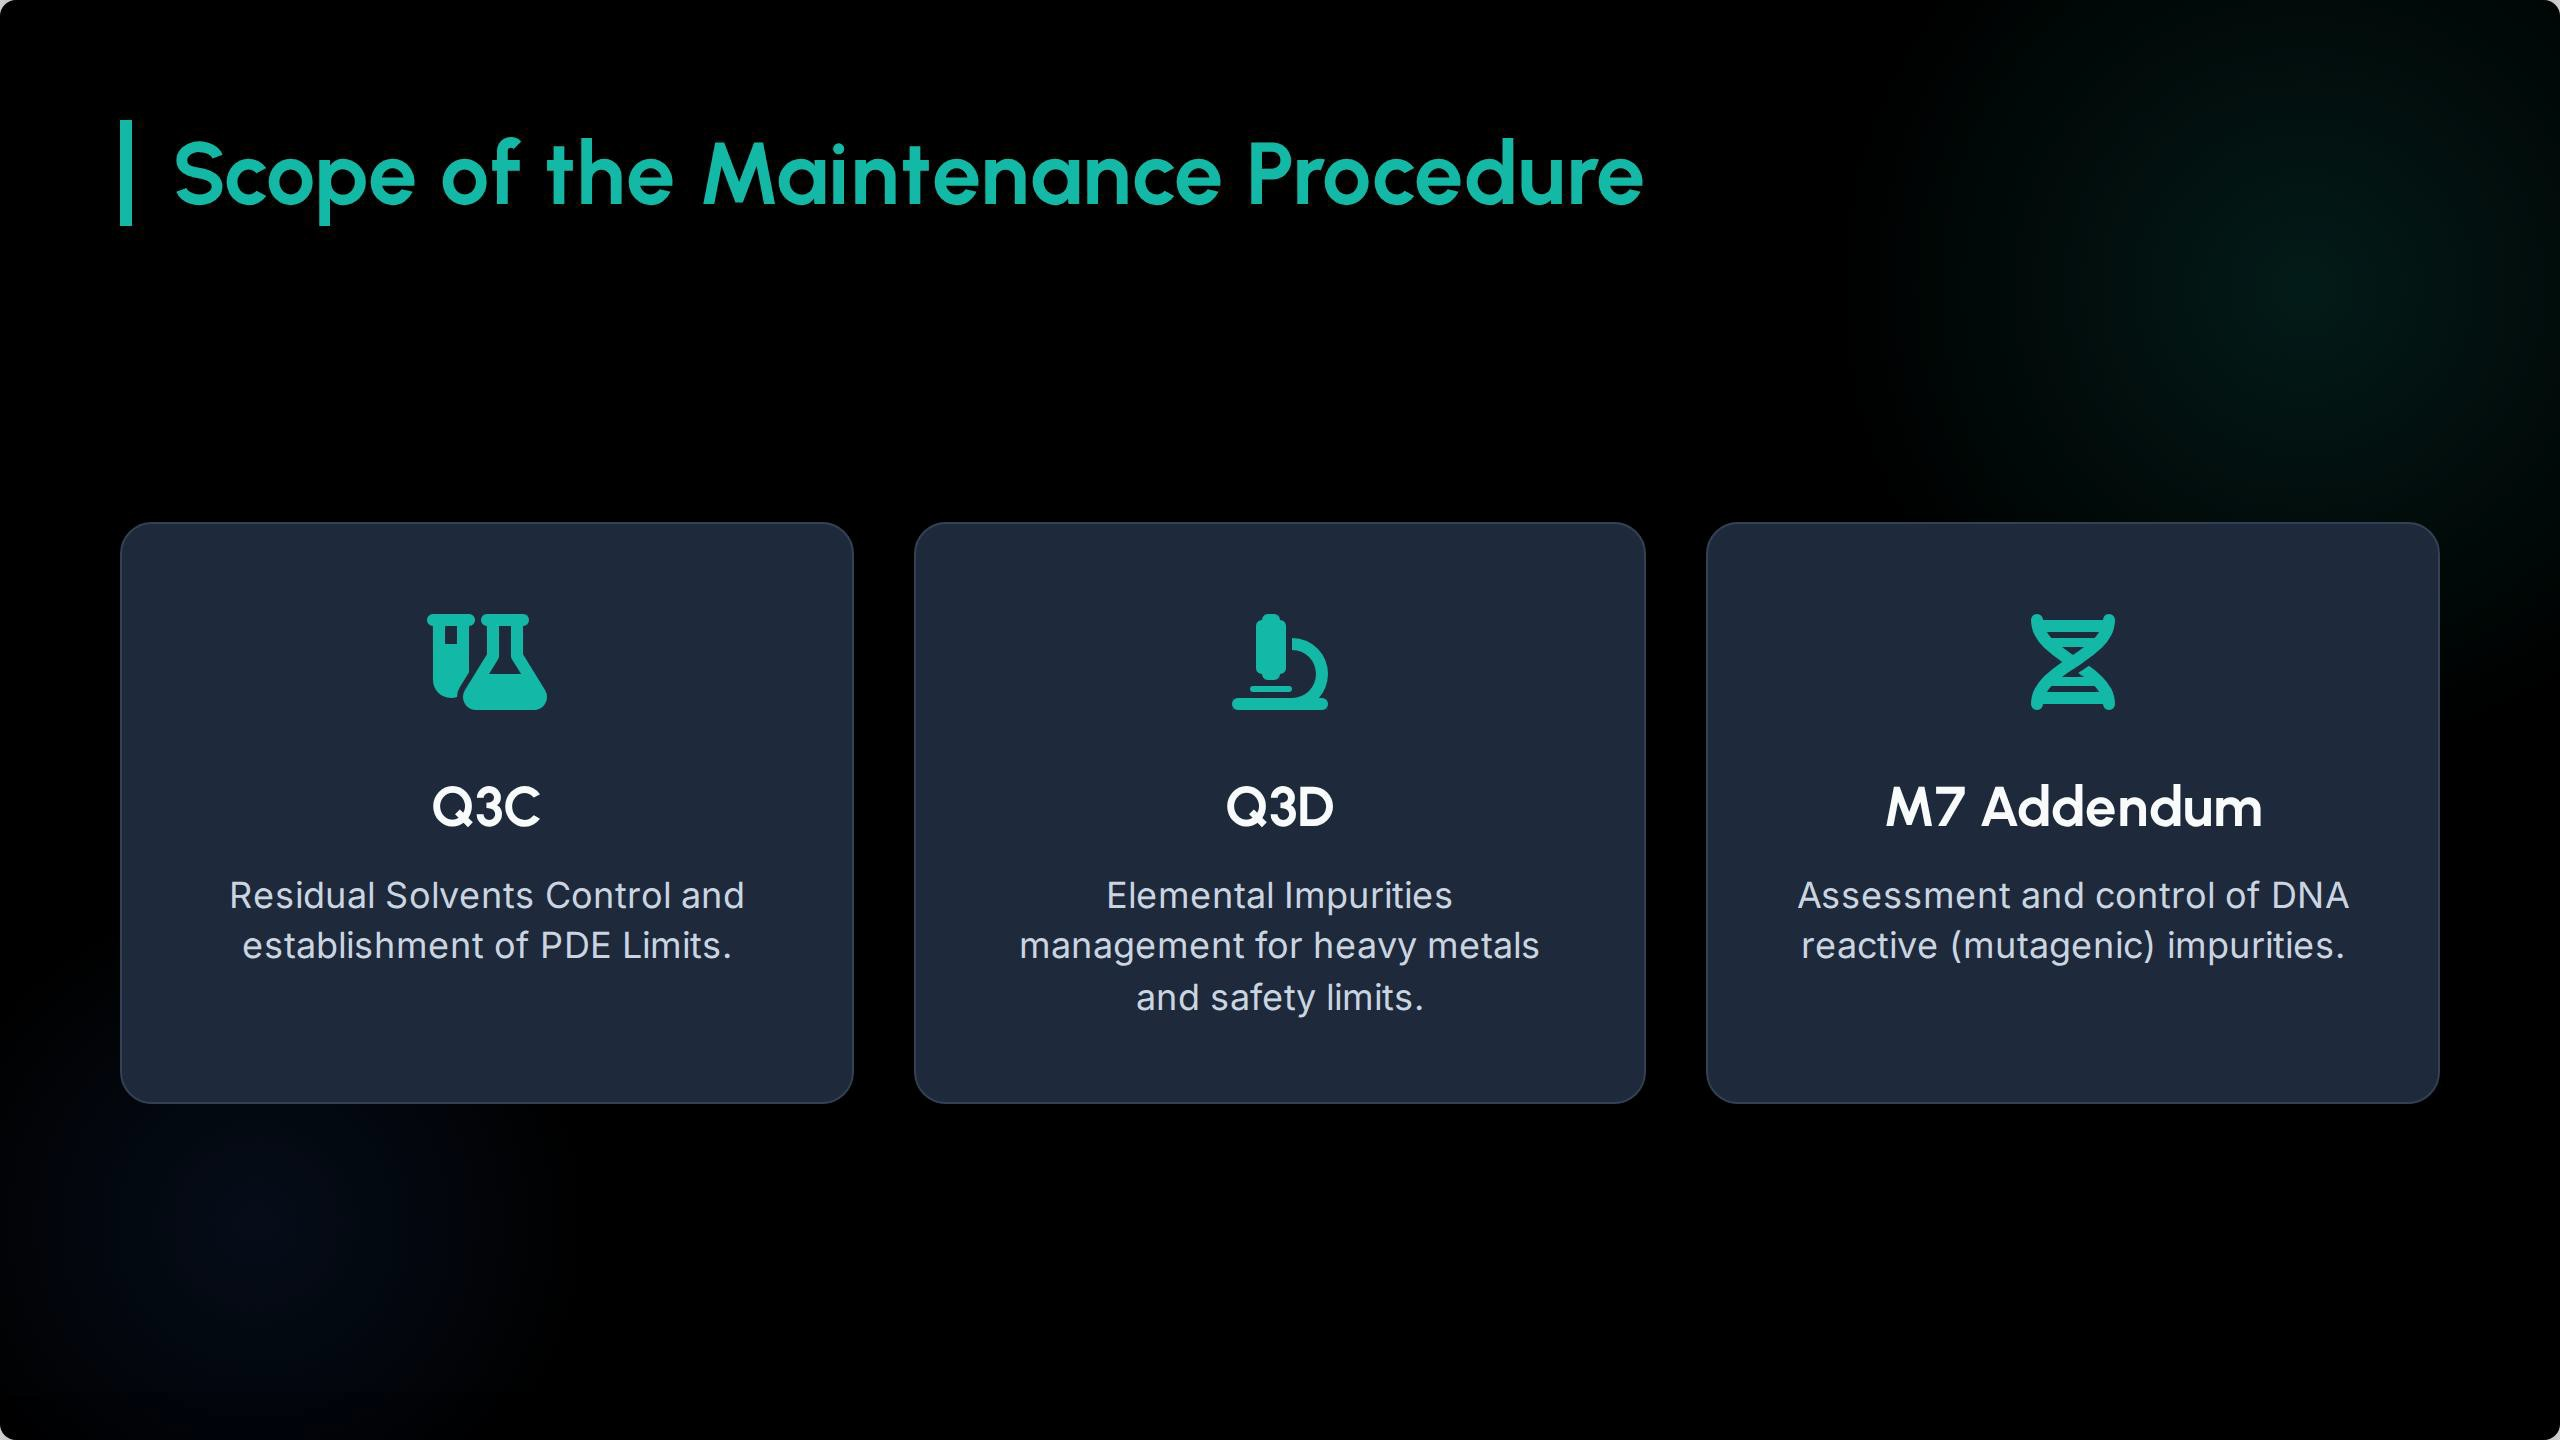 Scope of the Maintenance Procedure
Q3C
Residual Solvents Control and
establishment of PDE Limits.
Q3D
Elemental Impurities
management for heavy metals
and safety limits.
M7 Addendum
Assessment and control of DNA
reactive (mutagenic) impurities.